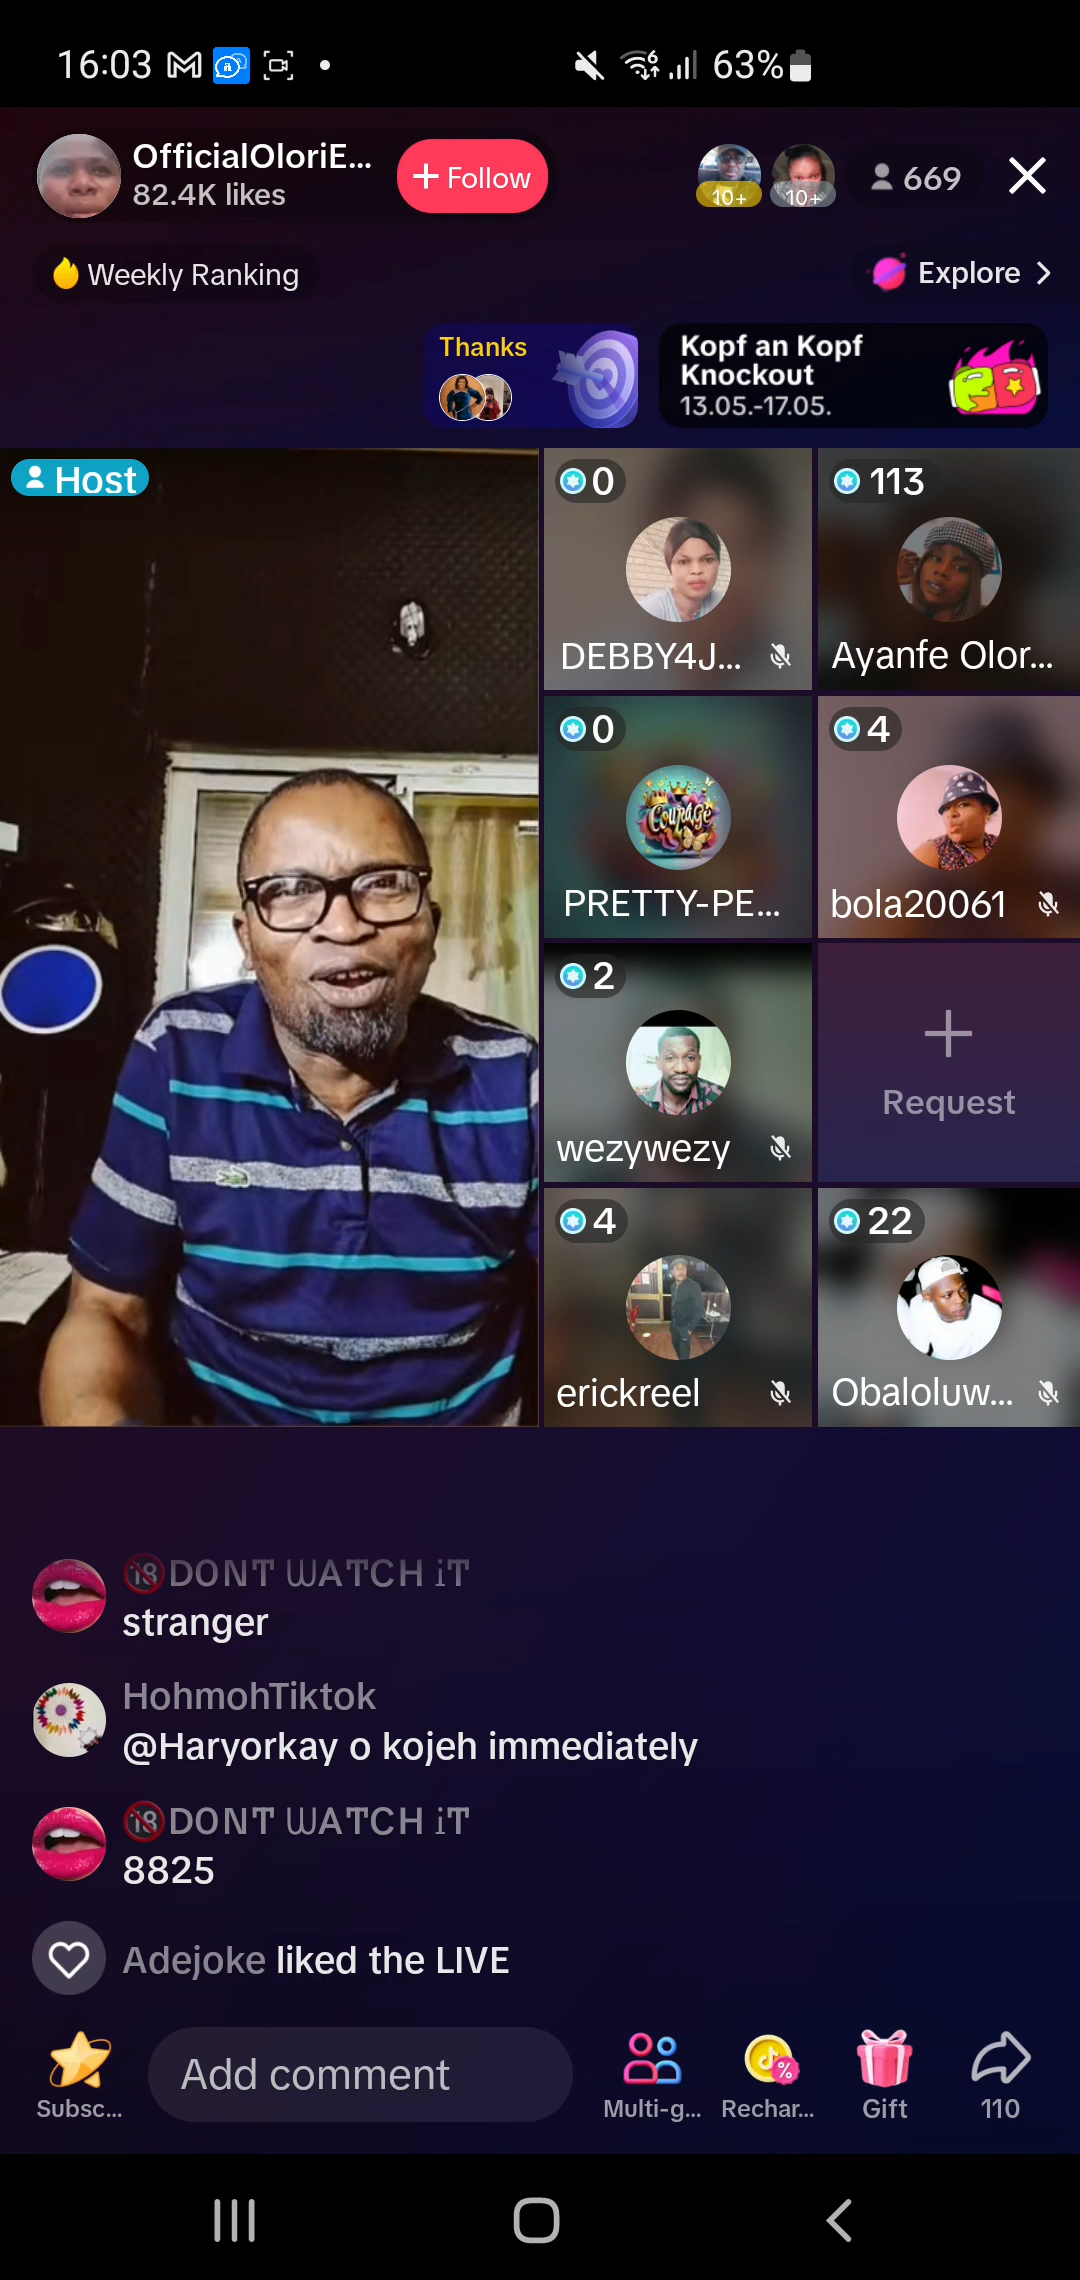 16:03
63%
OfficialOloriE...
82.4K likes
+ Follow
10+
10+
669
Weekly Ranking
Explore
Thanks
Kopf an Kopf
Knockout
13.05.-17.05.
Host
0
113
DEBBY4J...
Ayanfe Olor...
0
4
Courage
PRETTY-PE...
bola20061
2
Request
wezywezy
4
22
erickreel
Obaloluw...
🔞DONT WATCH iT
stranger
HohmohTiktok
@Haryorkay o kojeh immediately
🔞DONT WATCH iT
8825
Adejoke liked the LIVE
Add comment
Subsc...
Multi-g...
Rechar...
Gift
110